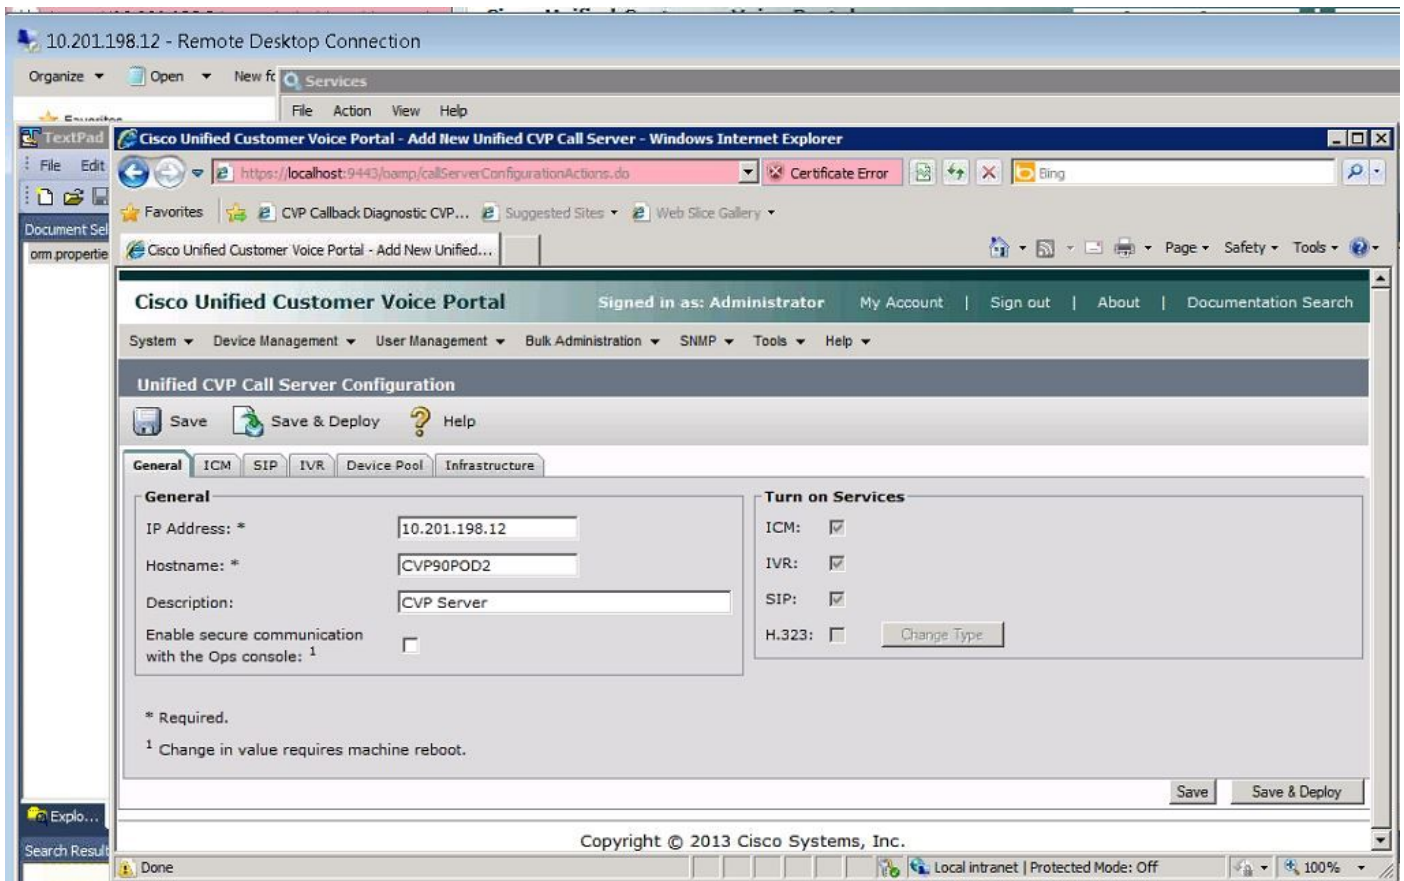 10.201.198.12 - Remote Desktop Connection
Organize Open New fc Services
File Action View Help
TextPad Cisco Unified Customer Voice Portal - Add New Unified CVP Call Server - Windows Internet Explorer
File Edit https://localhost:9443/oamp/callServerConfigurationActions.do Certificate Error Bing
Favorites CVP Callback Diagnostic CVP... Suggested Sites Web Slice Gallery
Document Sel
orm.propertie Cisco Unified Customer Voice Portal - Add New Unified... Page Safety Tools
Cisco Unified Customer Voice Portal Signed in as: Administrator My Account | Sign out | About | Documentation Search
System Device Management User Management Bulk Administration SNMP Tools Help
Unified CVP Call Server Configuration
Save Save & Deploy Help
General ICM SIP IVR Device Pool Infrastructure
General Turn on Services
IP Address: * 10.201.198.12 ICM:
Hostname: * CVP90POD2 IVR:
Description: CVP Server SIP:
Enable secure communication H.323: Change Type
with the Ops console: 1
* Required.
1 Change in value requires machine reboot.
Save Save & Deploy
Explo...
Copyright © 2013 Cisco Systems, Inc.
Search Result
Done Local intranet | Protected Mode: Off 100%